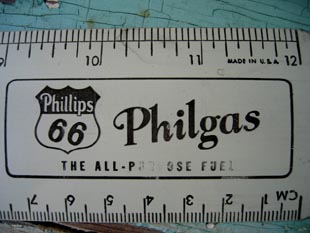 9 10 11 MADE IN U.S.A. 12
Phillips
66
Philgas
THE ALL-PURPOSE FUEL
7 6 5 4 3 2 1 CM